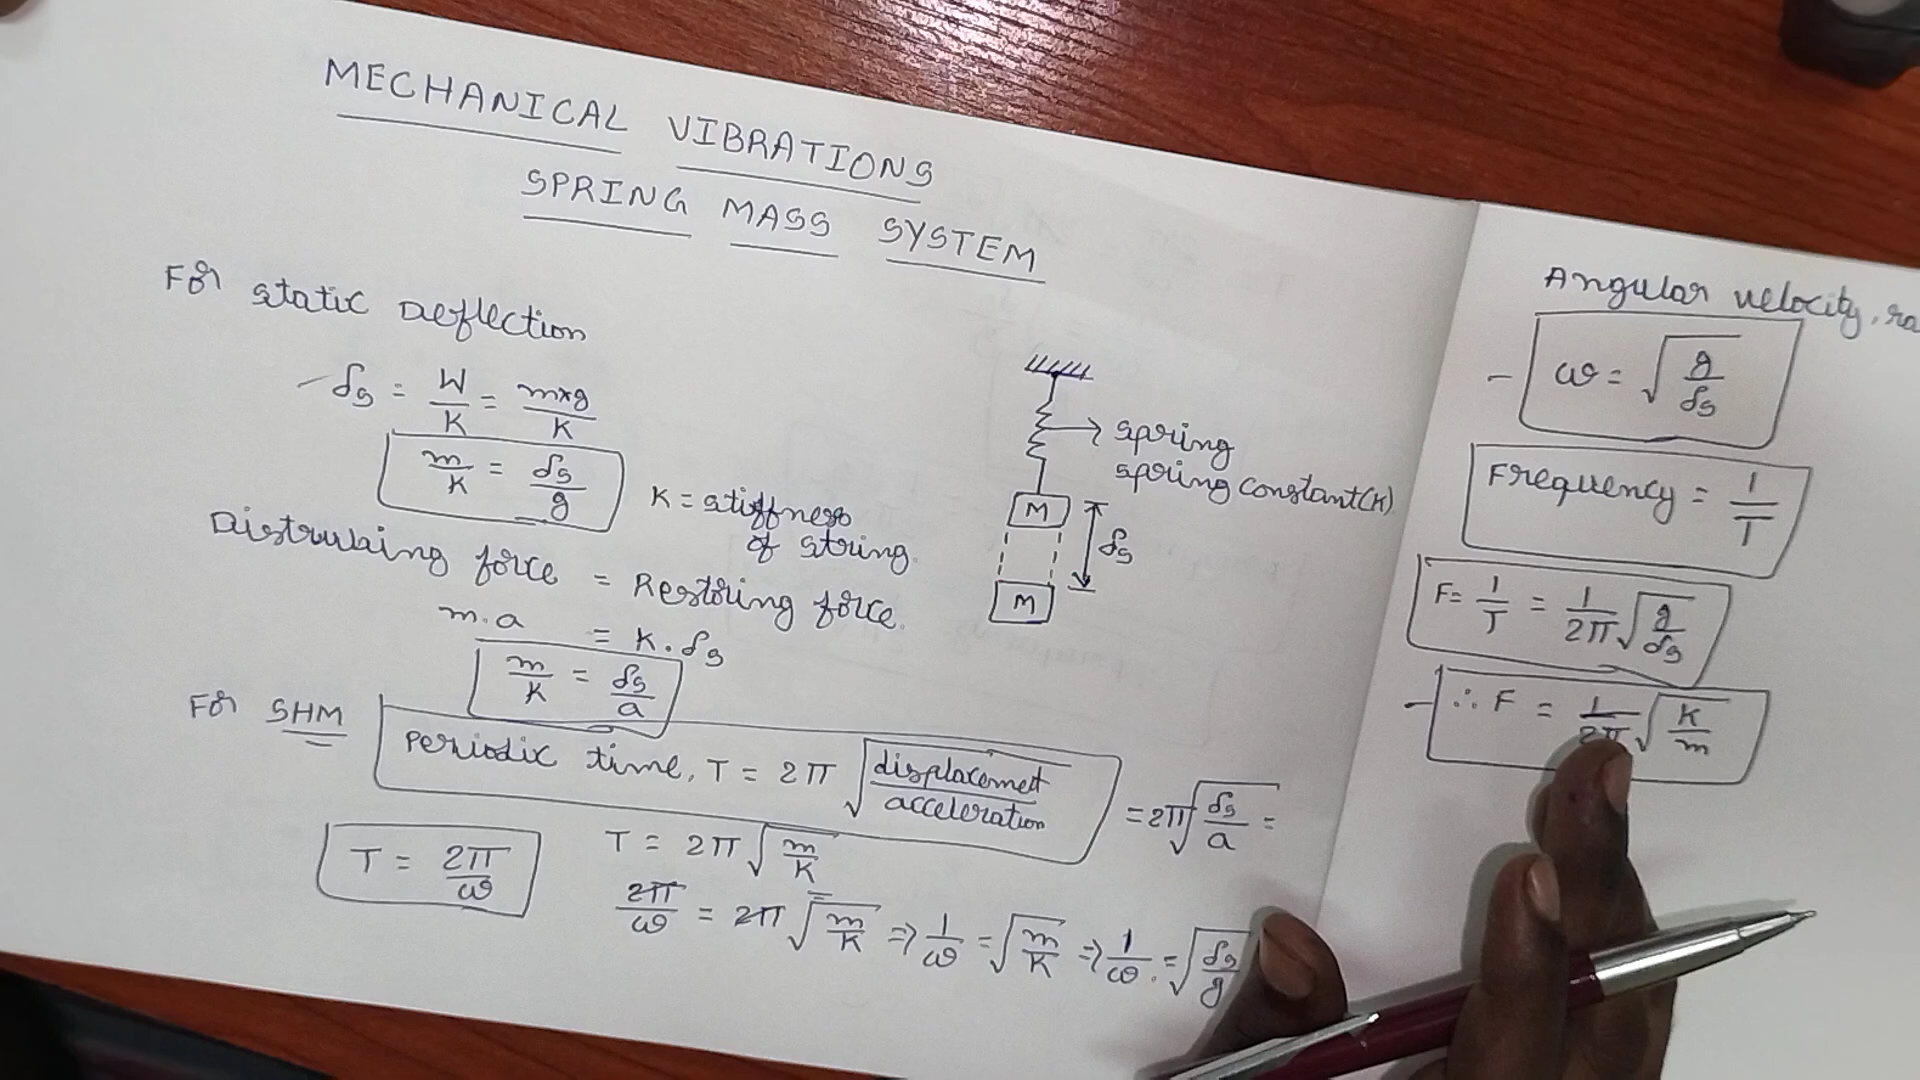 MECHANICAL VIBRATIONS
SPRING MASS SYSTEM
For static Deflection
δs = W/K = m×g/K
m/K = δs/g
K = stiffness
of string.
Distrubing force = Restoring force.
m.a = K.δs
m/K = δs/a
For SHM
Periodic time, T = 2π √(displacemet/acceleration) = 2π√(δs/a) =
T = 2π/ω
T = 2π √(m/K)
2π/ω = 2π √(m/K) => 1/ω = √(m/K) => 1/ω. = √(δs/g)
spring
spring constant(K)
M
δs
M
Angular velocity,
ω = √(g/δs)
Frequency = 1/T
F = 1/T = 1/2π √(g/δs)
∴ F = 1/2π √(K/m)